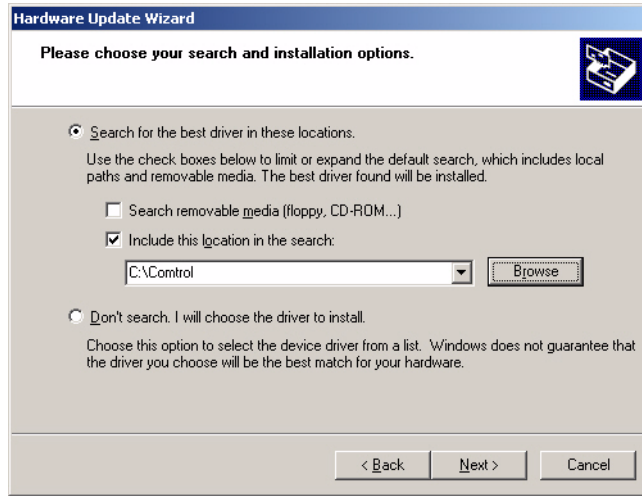 Hardware Update Wizard
Please choose your search and installation options.
Search for the best driver in these locations.
Use the check boxes below to limit or expand the default search, which includes local
paths and removable media. The best driver found will be installed.
Search removable media (floppy, CD-ROM...)
Include this location in the search:
C:\Comtrol
Browse
Don't search. I will choose the driver to install.
Choose this option to select the device driver from a list. Windows does not guarantee that
the driver you choose will be the best match for your hardware.
< Back
Next >
Cancel